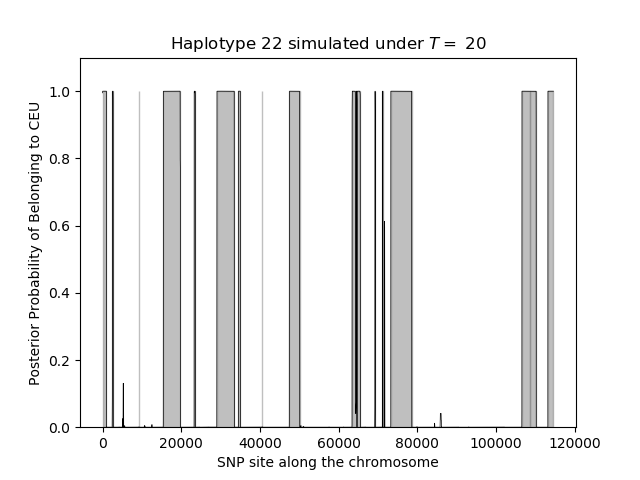 Haplotype 22 simulated under T = 20
Posterior Probability of Belonging to CEU
1.0
0.8
0.6
0.4
0.2
0.0
0 20000 40000 60000 80000 100000 120000
SNP site along the chromosome